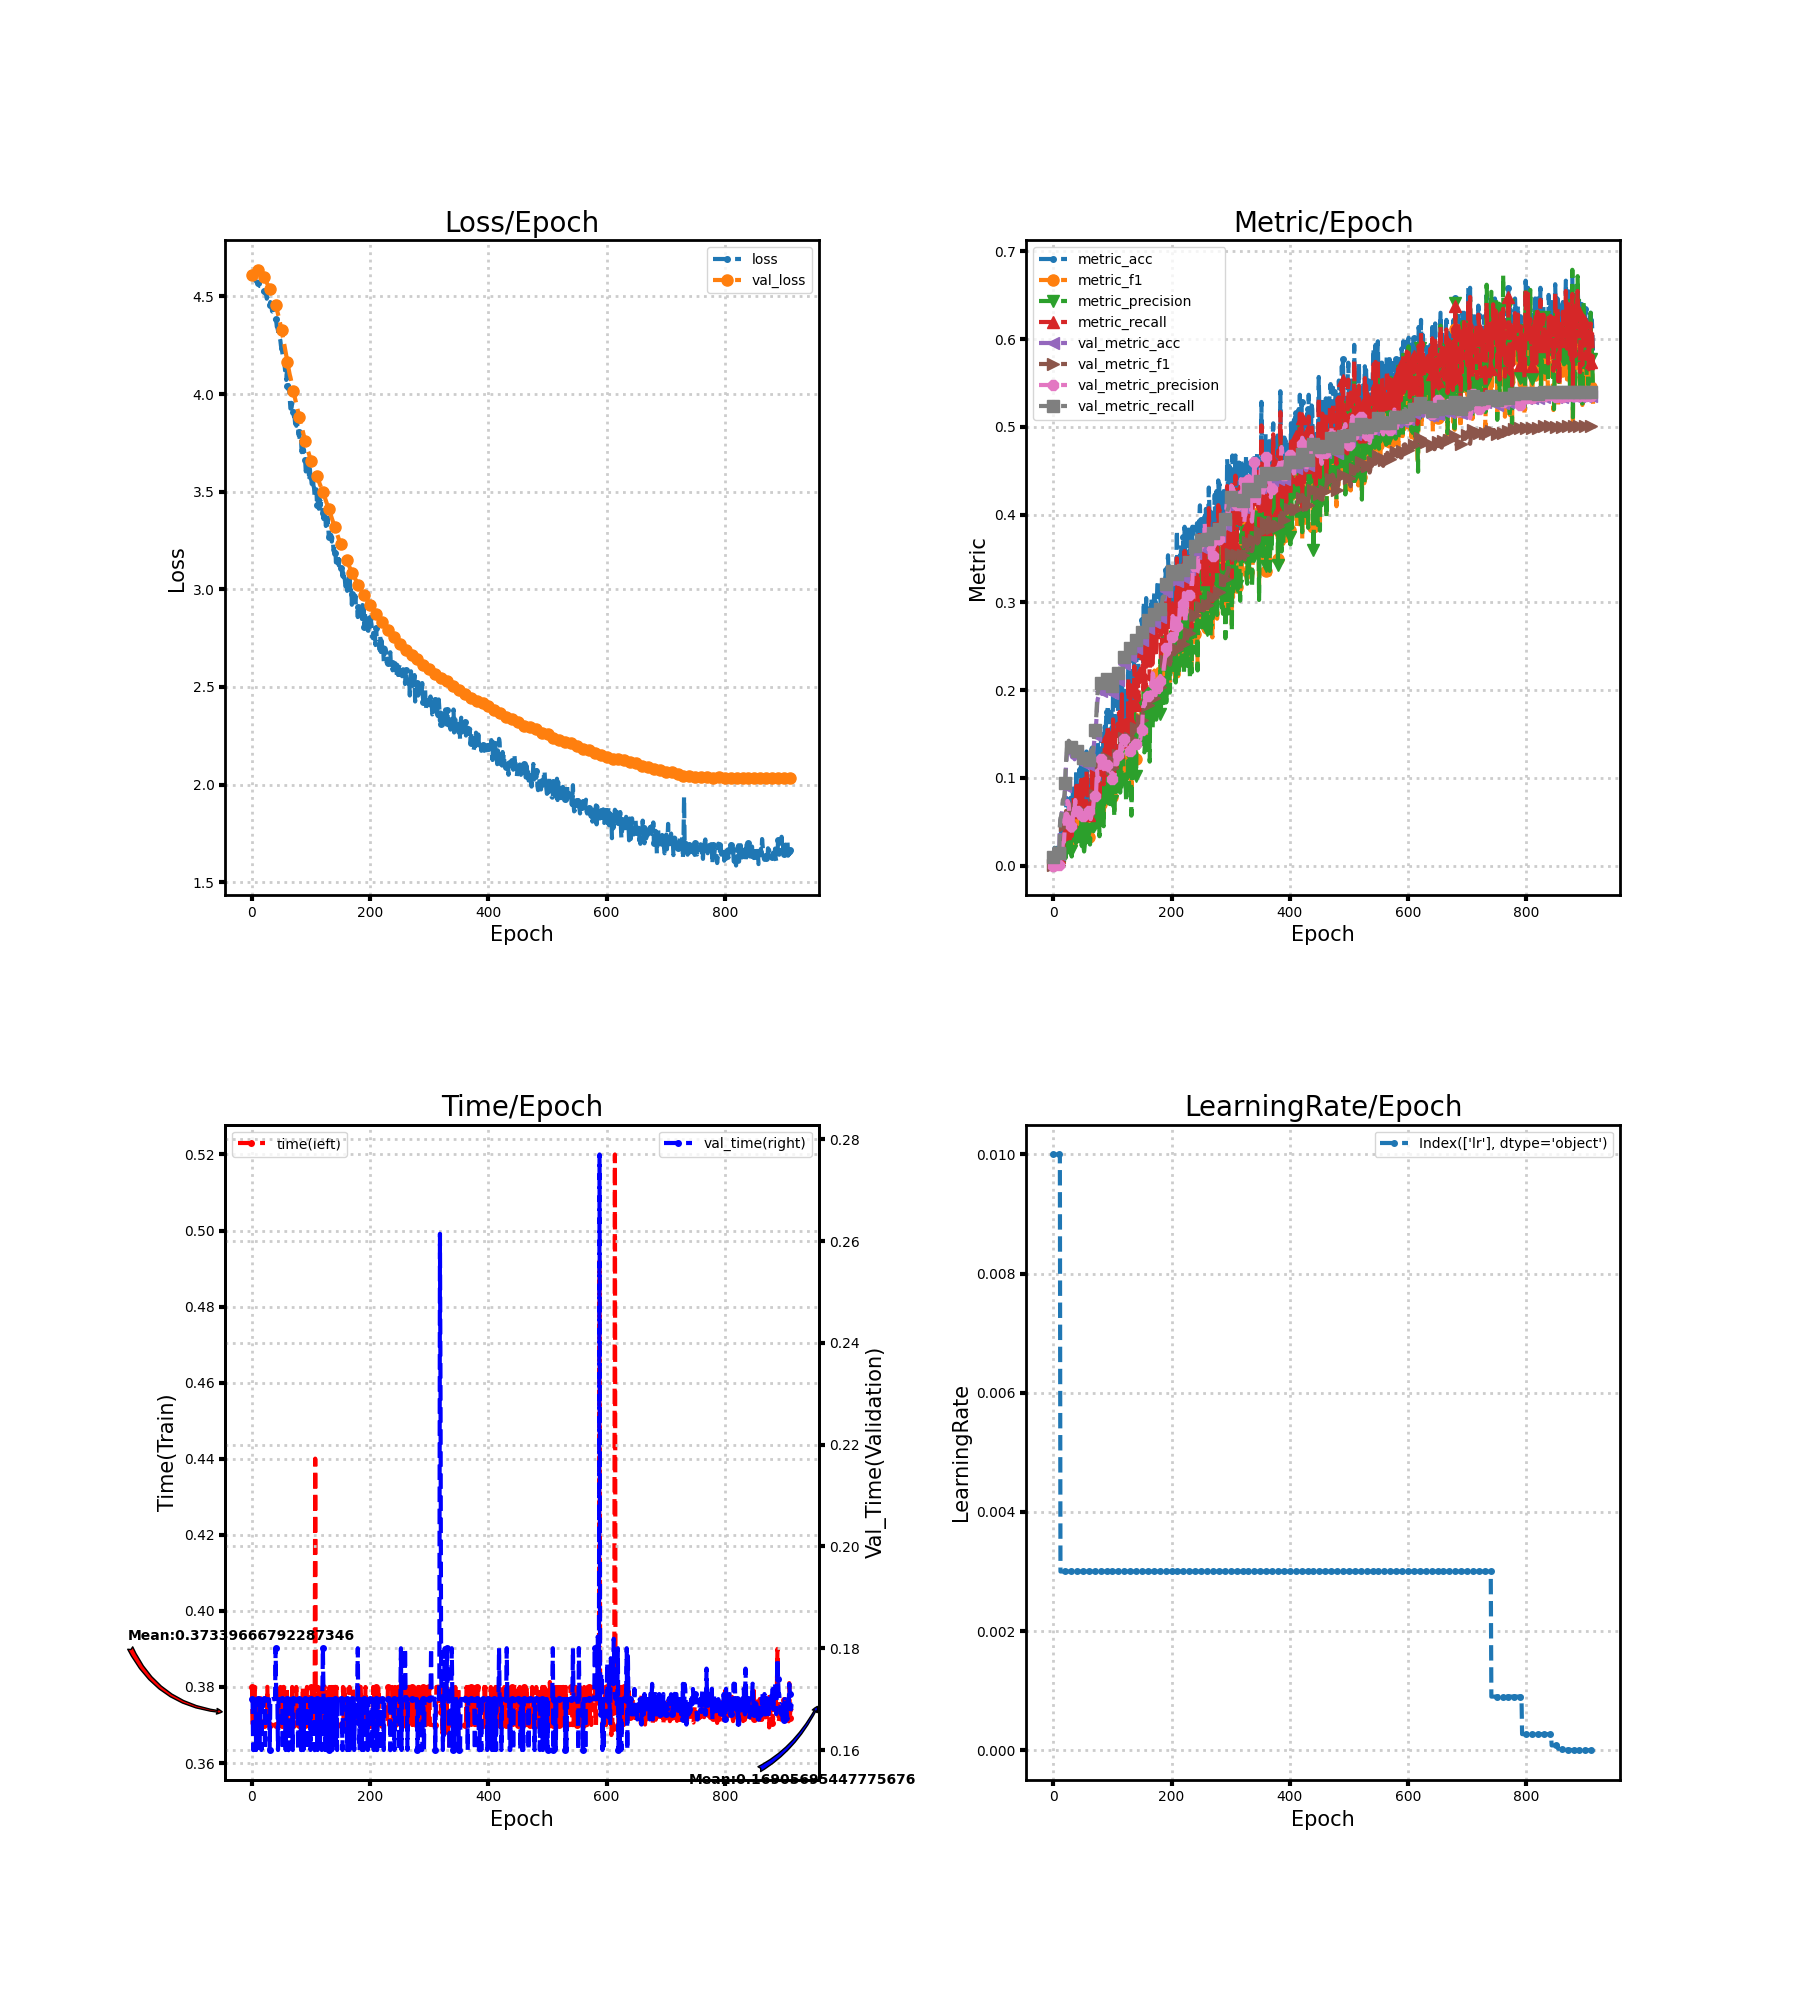 Loss/Epoch
loss
val_loss
4.5
4.0
3.5
3.0
2.5
2.0
1.5
Loss
0 200 400 600 800
Epoch
Metric/Epoch
metric_acc
metric_f1
metric_precision
metric_recall
val_metric_acc
val_metric_f1
val_metric_precision
val_metric_recall
0.7
0.6
0.5
0.4
0.3
0.2
0.1
0.0
Metric
0 200 400 600 800
Epoch
Time/Epoch
time(left)
val_time(right)
0.52
0.50
0.48
0.46
0.44
0.42
0.40
0.38
0.36
Time(Train)
0.28
0.26
0.24
0.22
0.20
0.18
0.16
Val_Time(Validation)
Mean:0.37339666792287346
Mean:0.16905695447775676
0 200 400 600 800
Epoch
LearningRate/Epoch
Index(['lr'], dtype='object')
0.010
0.008
0.006
0.004
0.002
0.000
LearningRate
0 200 400 600 800
Epoch